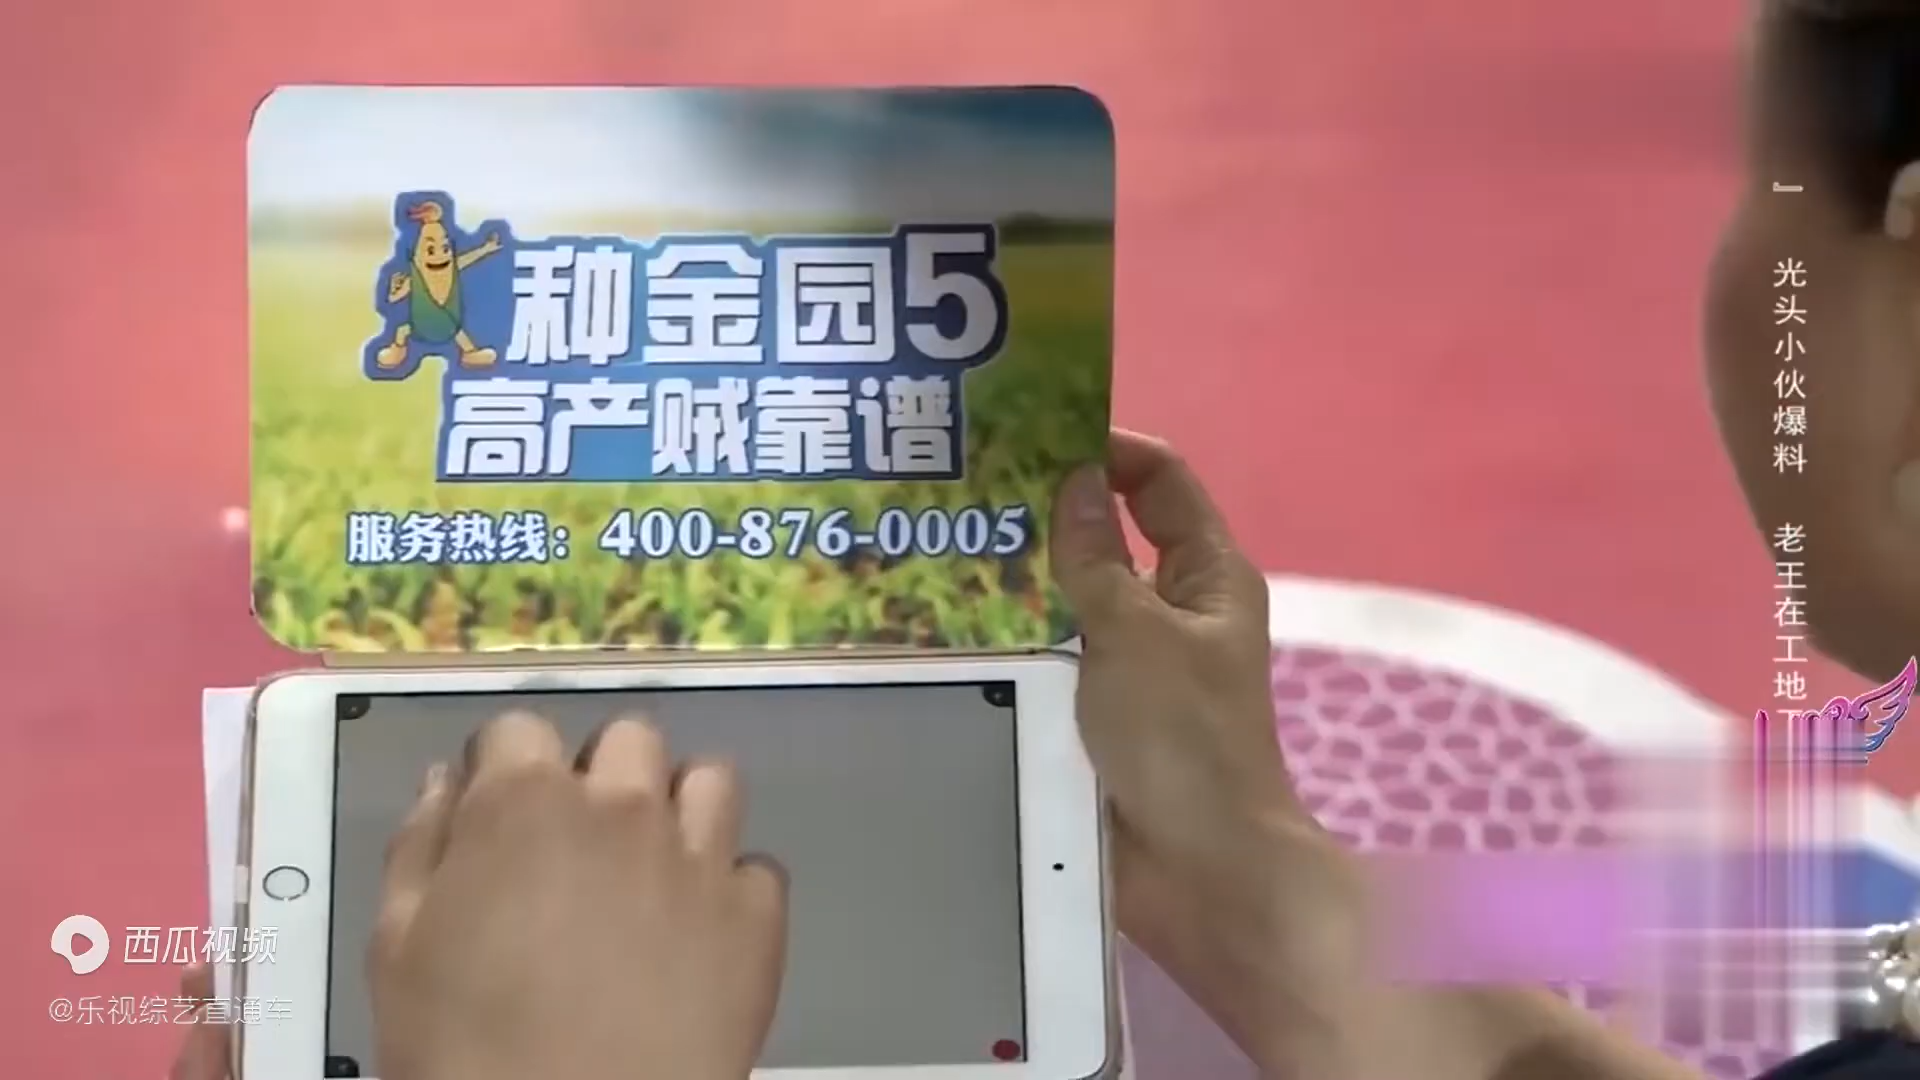 种金园5
高产贼靠谱
服务热线：400-876-0005
』 光头小伙爆料 老王在工地
西瓜视频
@乐视综艺直通车